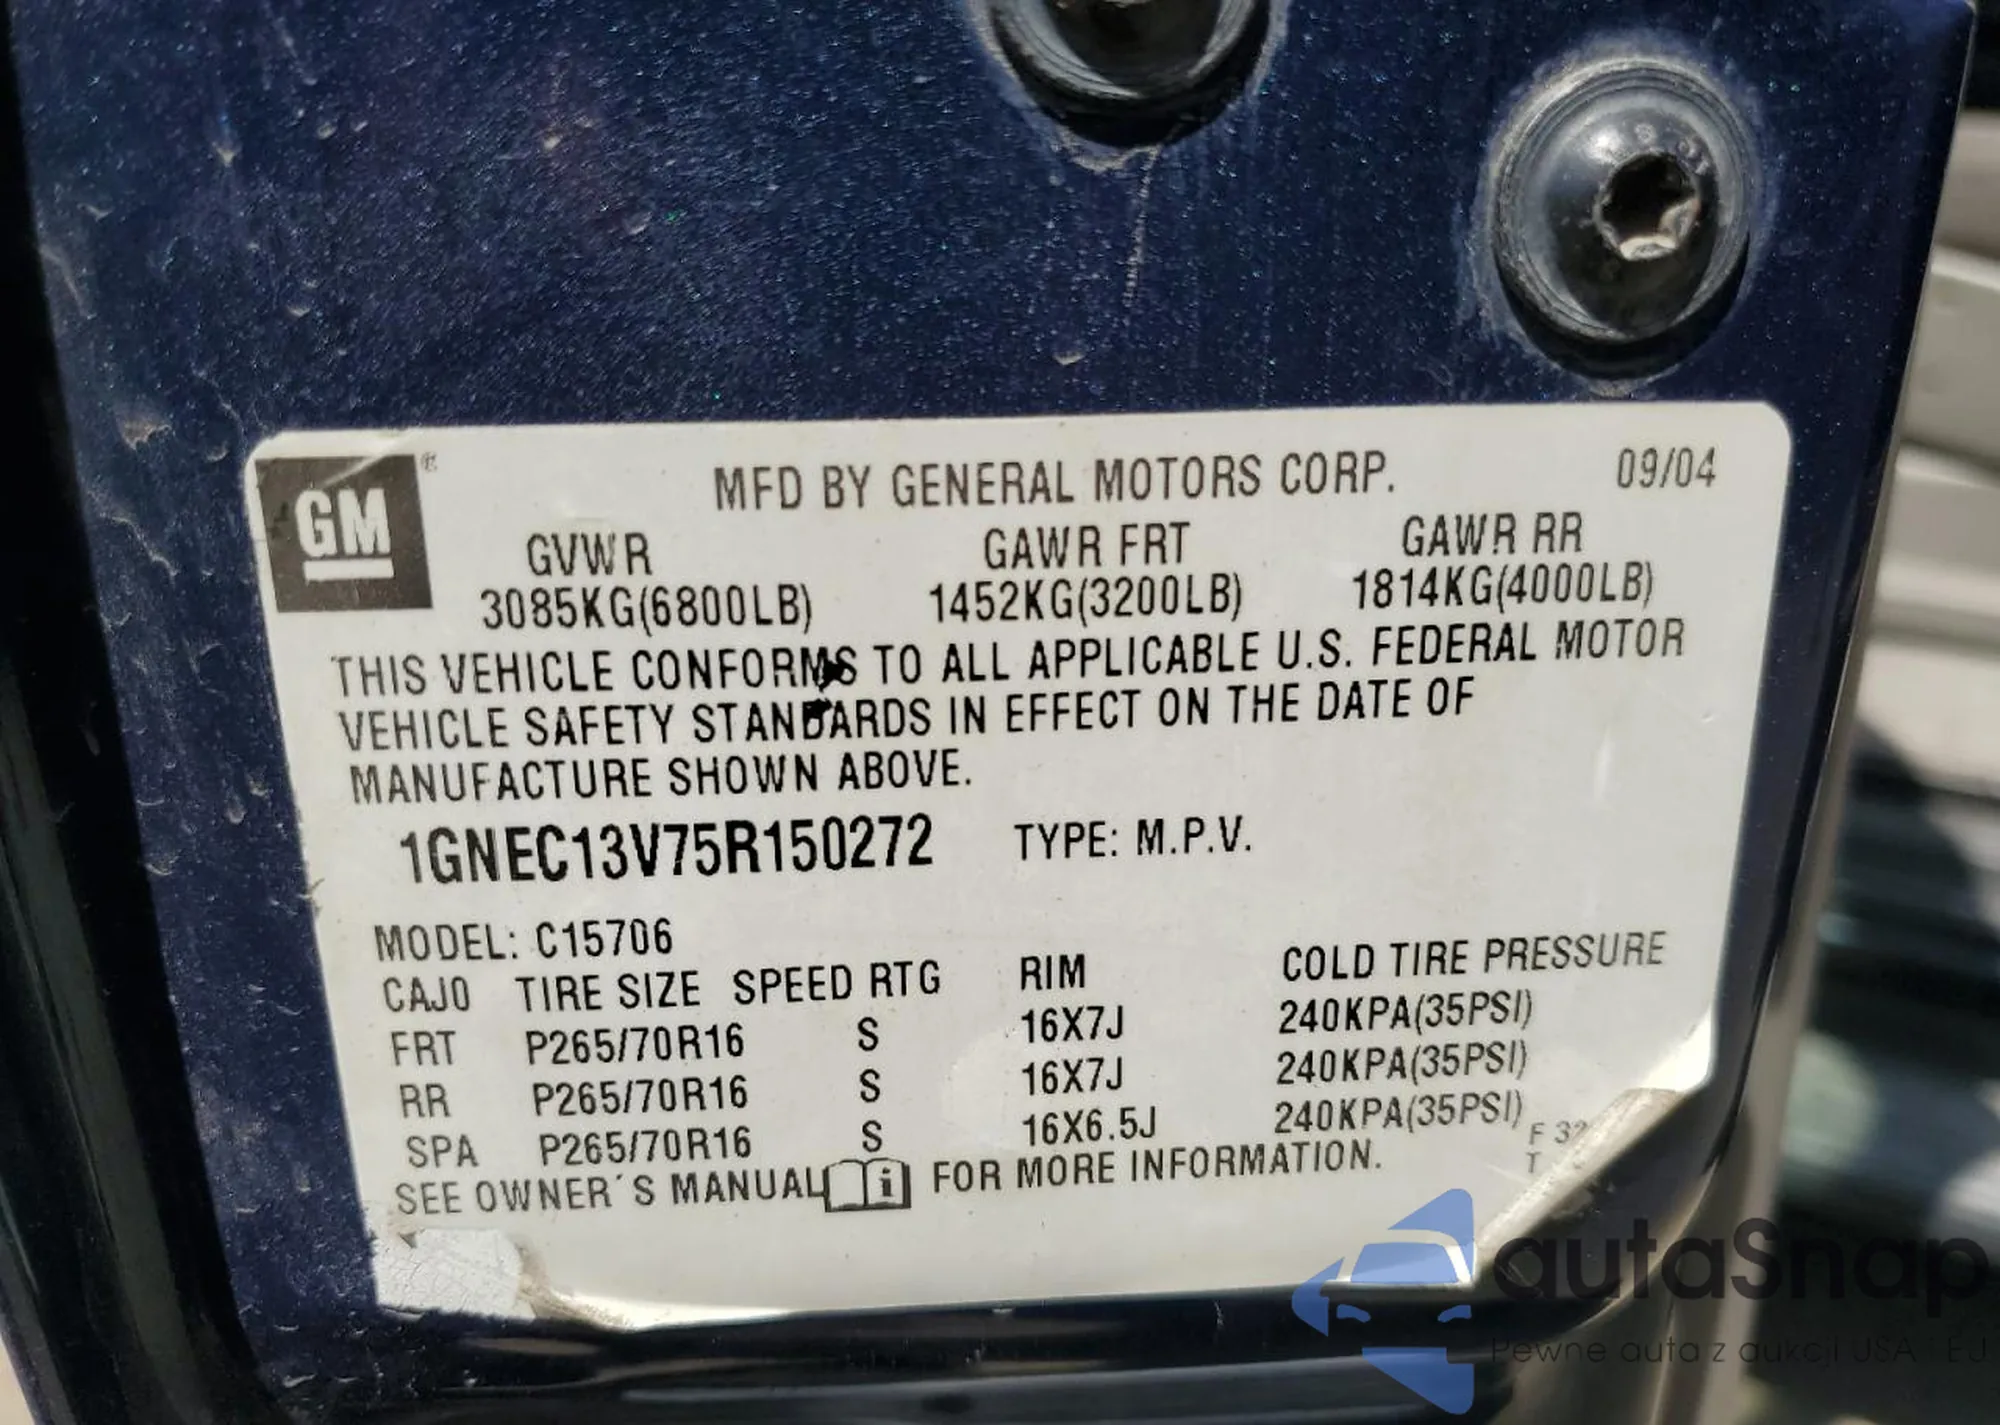 GM®
MFD BY GENERAL MOTORS CORP. 09/04
GVWR GAWR FRT GAWR RR
3085KG(6800LB) 1452KG(3200LB) 1814KG(4000LB)
THIS VEHICLE CONFORMS TO ALL APPLICABLE U.S. FEDERAL MOTOR
VEHICLE SAFETY STANDARDS IN EFFECT ON THE DATE OF
MANUFACTURE SHOWN ABOVE.
1GNEC13V75R150272 TYPE: M.P.V.
MODEL: C15706
CAJ0 TIRE SIZE SPEED RTG RIM COLD TIRE PRESSURE
FRT P265/70R16 S 16X7J 240KPA(35PSI)
RR P265/70R16 S 16X7J 240KPA(35PSI)
SPA P265/70R16 S 16X6.5J 240KPA(35PSI)
F
T
SEE OWNER´S MANUAL i FOR MORE INFORMATION.
autaSnap
Pewne auta z aukcji USA i EU